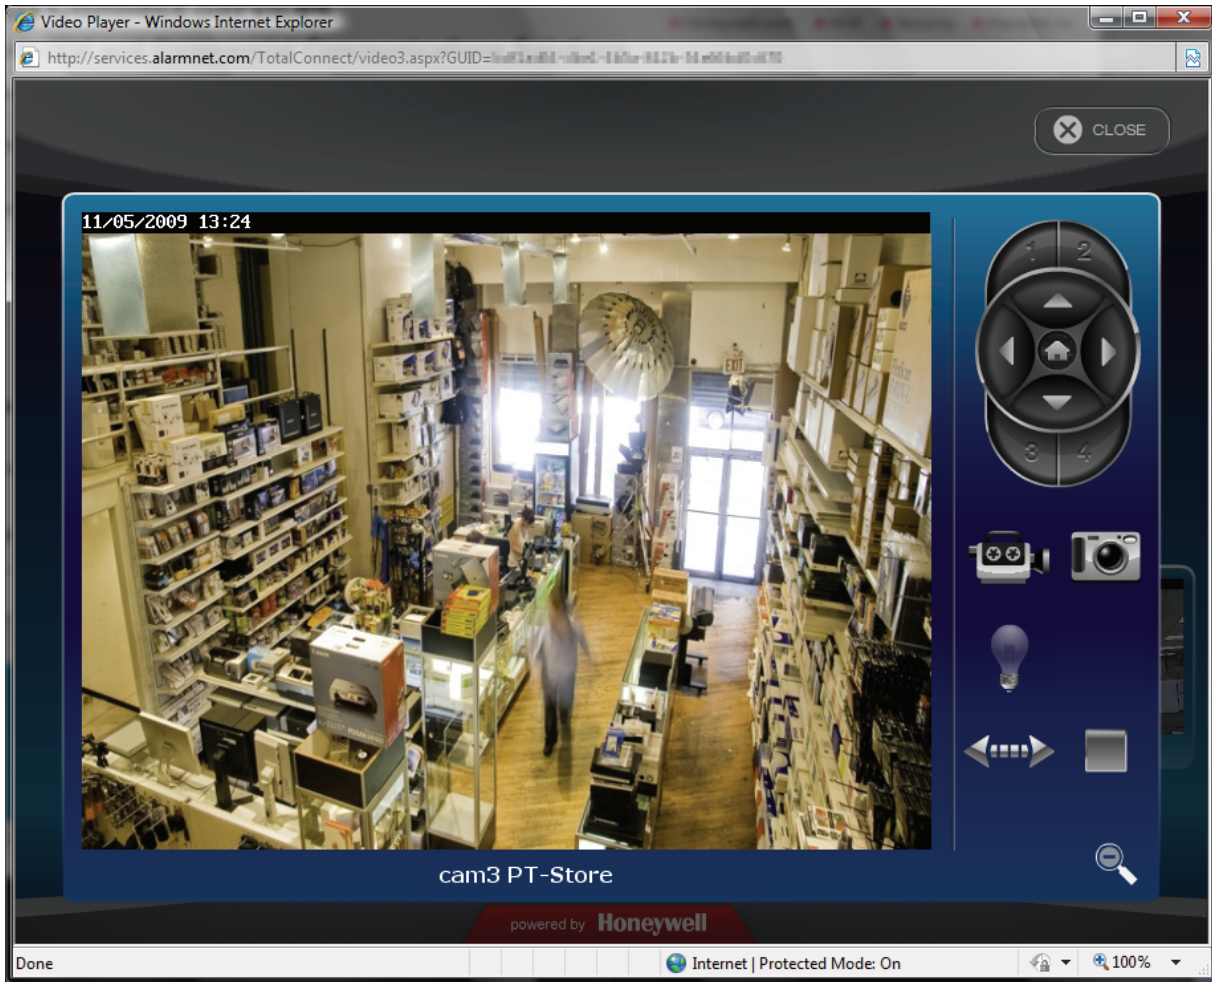 Video Player - Windows Internet Explorer
http://services.alarmnet.com/TotalConnect/video3.aspx?GUID=
CLOSE
11/05/2009 13:24
1 2
EXIT
3 4
Canon
cam3 PT-Store
powered by Honeywell
Done
Internet | Protected Mode: On
100%